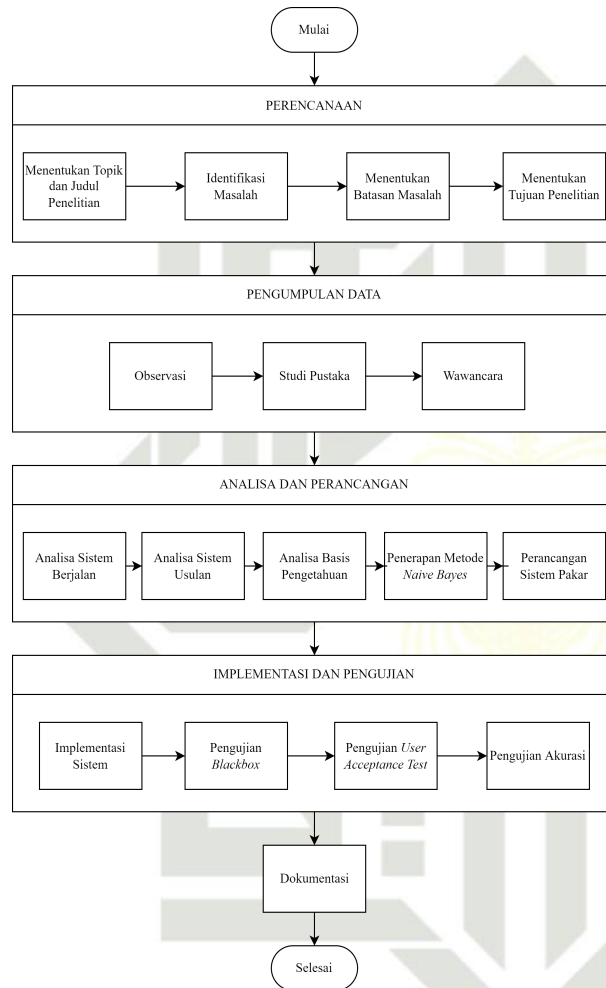 Mulai
PERENCANAAN
Menentukan Topik
dan Judul
Penelitian
Identifikasi
Masalah
Menentukan
Batasan Masalah
Menentukan
Tujuan Penelitian
PENGUMPULAN DATA
Observasi
Studi Pustaka
Wawancara
ANALISA DAN PERANCANGAN
Analisa Sistem
Berjalan
Analisa Sistem
Usulan
Analisa Basis
Pengetahuan
Penerapan Metode
Naive Bayes
Perancangan
Sistem Pakar
IMPLEMENTASI DAN PENGUJIAN
Implementasi
Sistem
Pengujian
Blackbox
Pengujian User
Acceptance Test
Pengujian Akurasi
Dokumentasi
Selesai